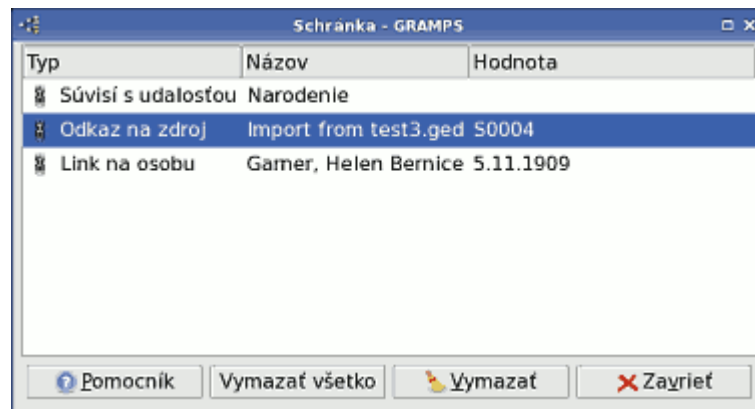 Schránka - GRAMPS
Typ Názov Hodnota
Súvisí s udalosťou Narodenie
Odkaz na zdroj Import from test3.ged S0004
Link na osobu Garner, Helen Bernice 5.11.1909
Pomocník Vymazať všetko Vymazať Zavrieť